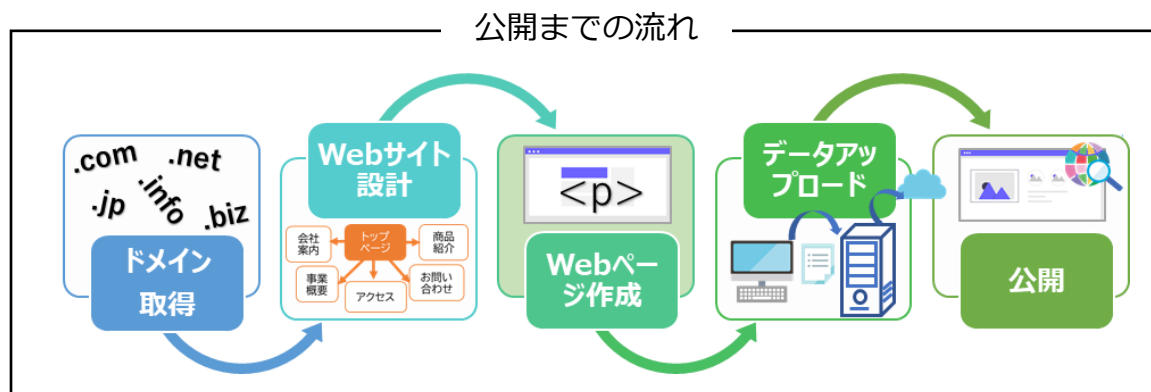 公開までの流れ
.com
.net
.jp
.info
.biz
ドメイン
取得
Webサイト
設計
会社
案内
トップ
ページ
商品
紹介
事業
概要
アクセス
お問い
合わせ
<p>
Webペー
ジ作成
データアッ
プロード
公開